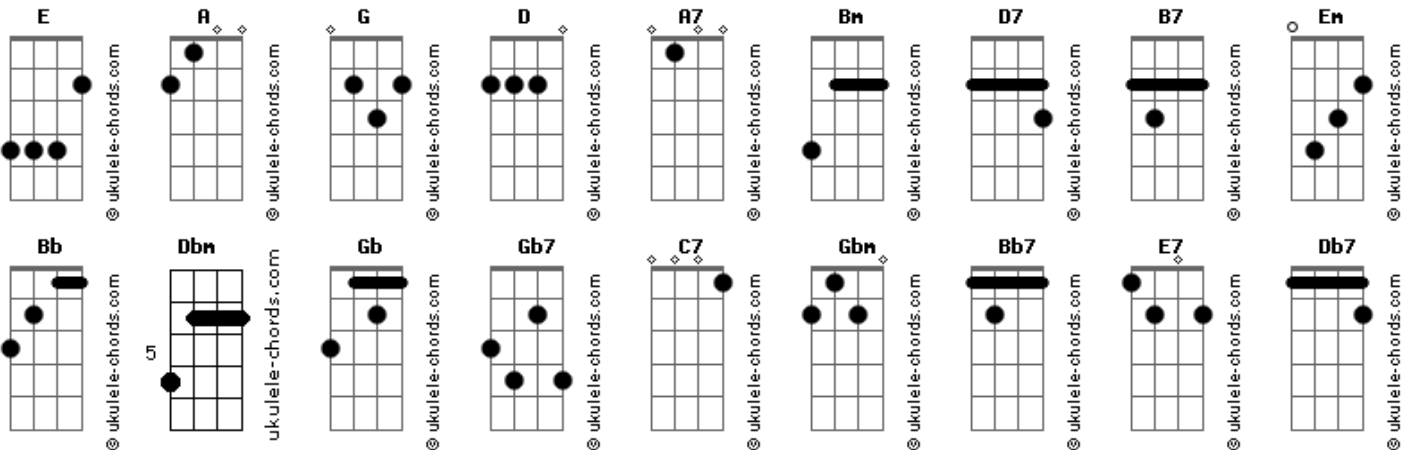 E A G D A7 Bm D7 B7 Em
© ukulele-chords.com © ukulele-chords.com © ukulele-chords.com © ukulele-chords.com © ukulele-chords.com © ukulele-chords.com © ukulele-chords.com © ukulele-chords.com © ukulele-chords.com
Bb Dbm Gb Gb7 C7 Gbm Bb7 E7 Db7
5
© ukulele-chords.com ukulele-chords.com © ukulele-chords.com © ukulele-chords.com © ukulele-chords.com © ukulele-chords.com © ukulele-chords.com © ukulele-chords.com © ukulele-chords.com